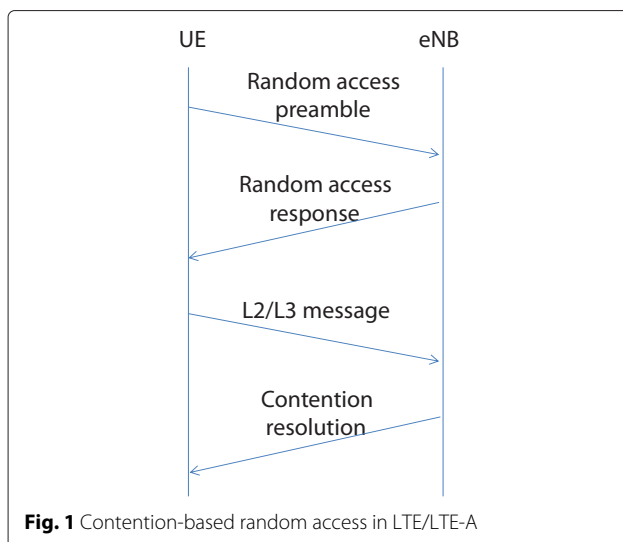 UE
eNB
Random access
preamble
Random access
response
L2/L3 message
Contention
resolution
Fig. 1 Contention-based random access in LTE/LTE-A